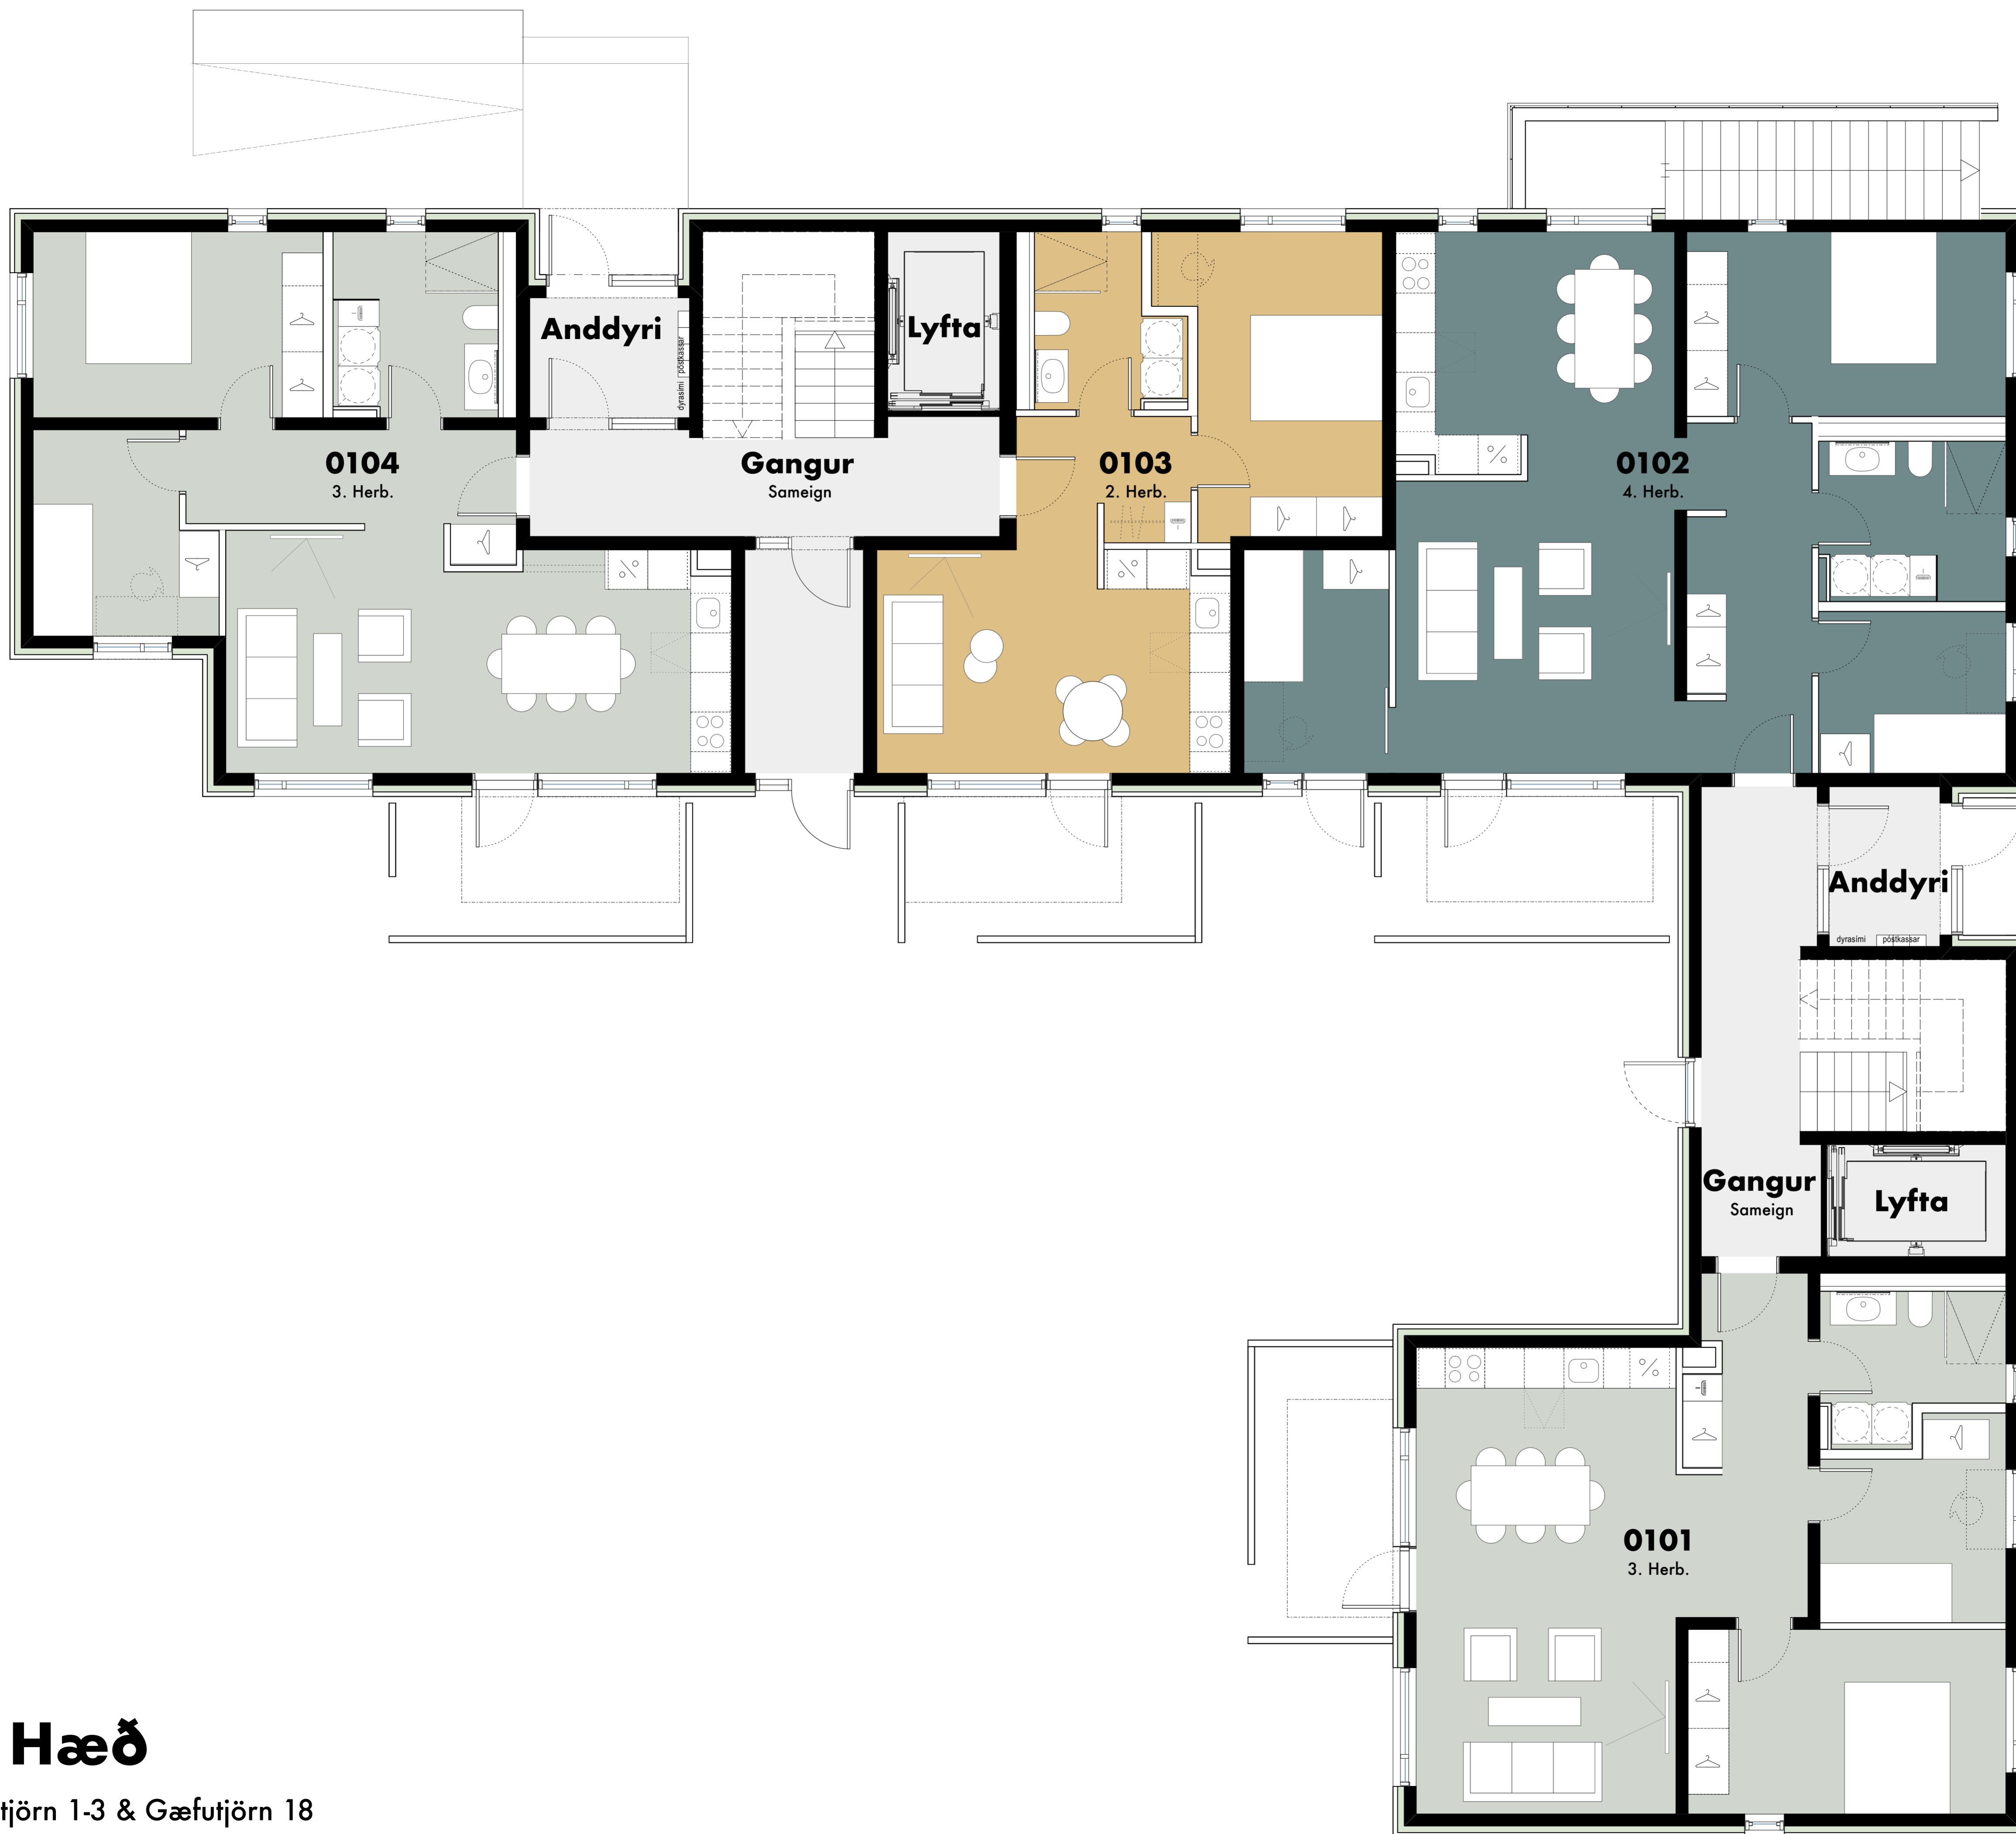 Anddyri
dyrasími póstkassar
Lyfta
0104
3. Herb.
Gangur
Sameign
0103
2. Herb.
0102
4. Herb.
Anddyri
dyrasími póstkassar
Gangur
Sameign
Lyfta
0101
3. Herb.
Hæð
tjörn 1-3 & Gæfutjörn 18